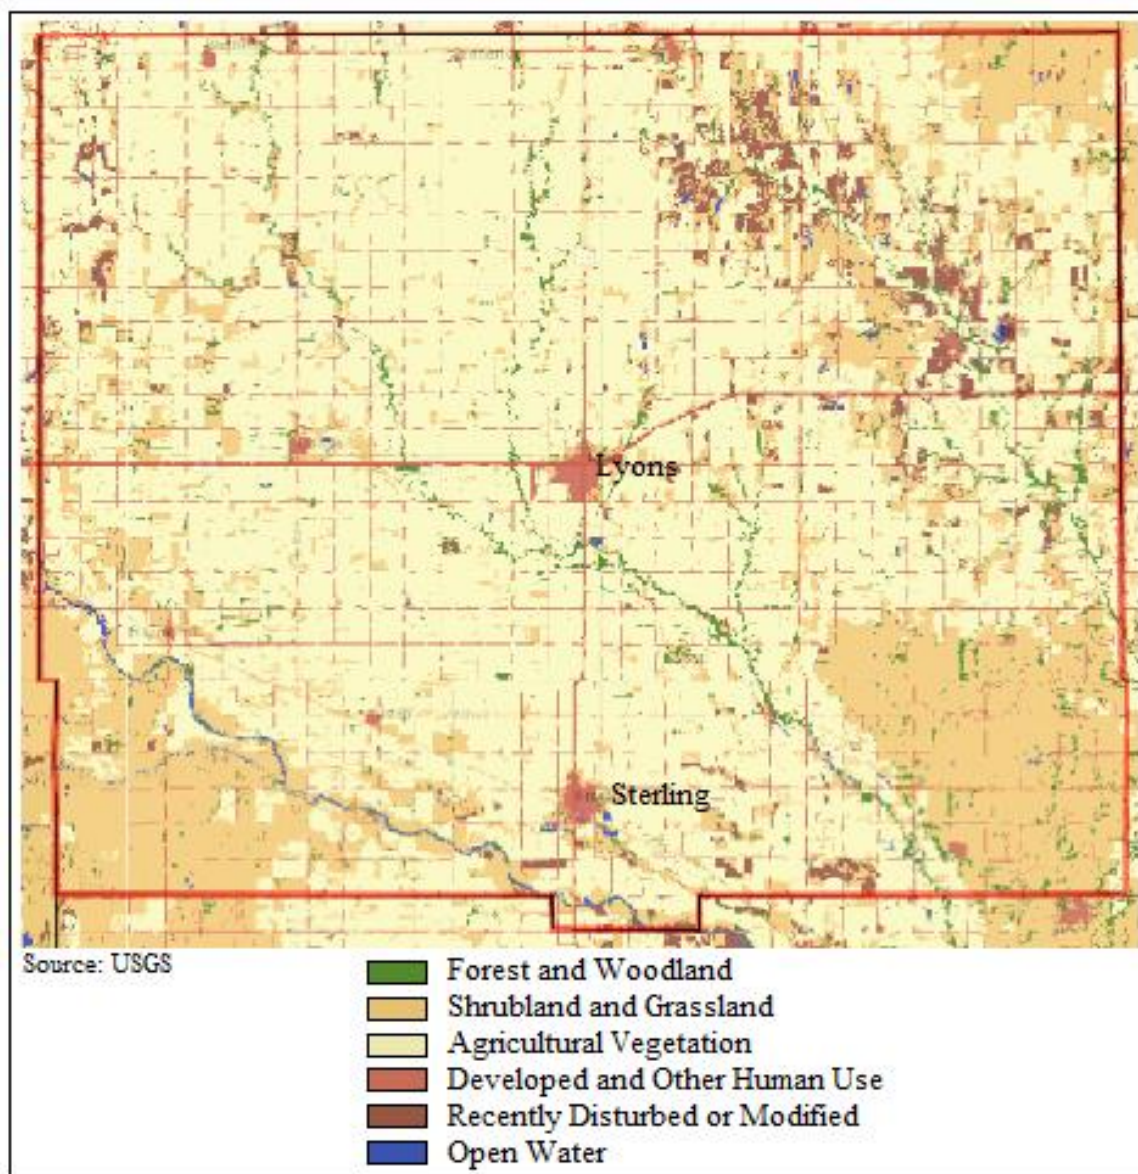 Lyons
Sterling
Source: USGS
Forest and Woodland
Shrubland and Grassland
Agricultural Vegetation
Developed and Other Human Use
Recently Disturbed or Modified
Open Water